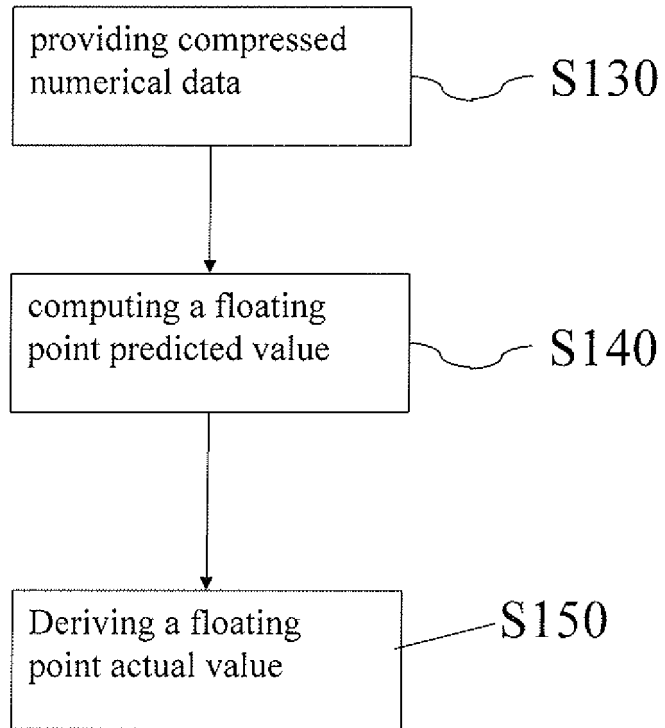 providing compressed
numerical data
S130
computing a floating
point predicted value
S140
Deriving a floating
point actual value
S150